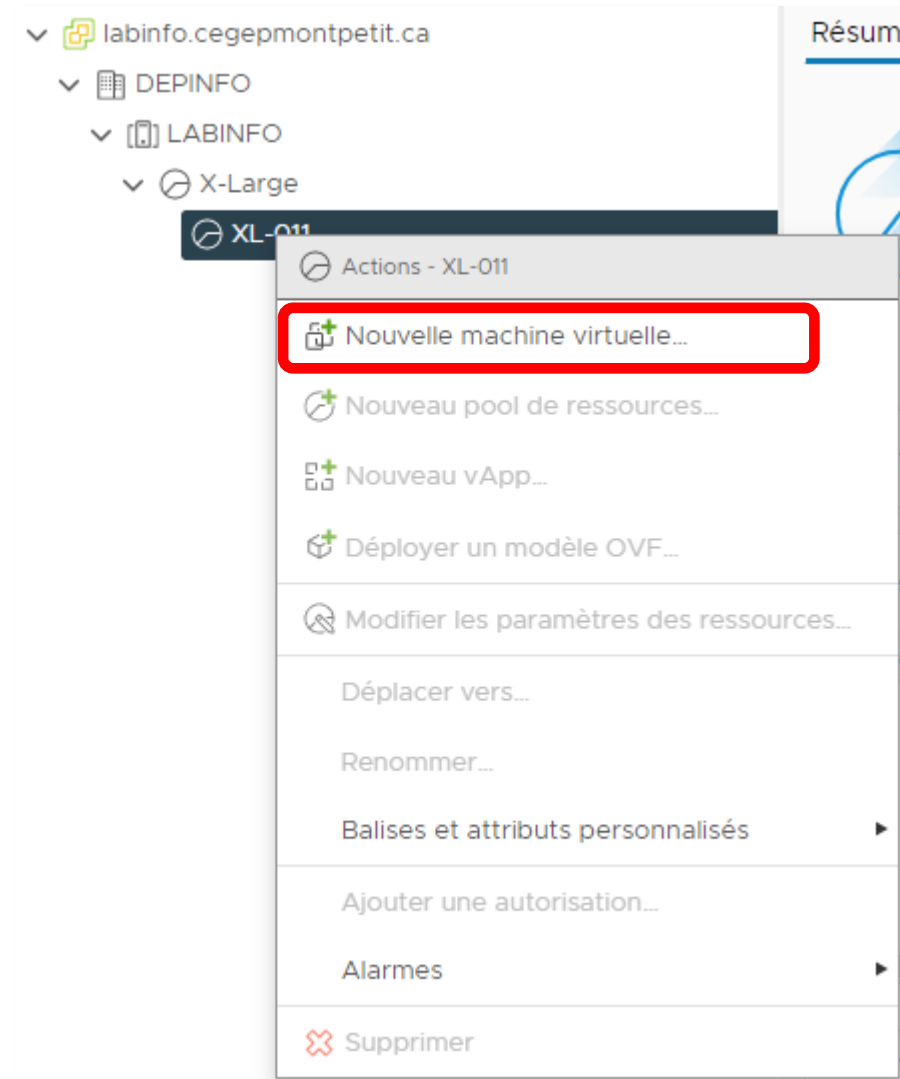 labinfo.cegepmontpetit.ca
Résum
DEPINFO
LABINFO
X-Large
XL-011
Actions - XL-011
Nouvelle machine virtuelle...
Nouveau pool de ressources...
Nouveau vApp...
Déployer un modèle OVF...
Modifier les paramètres des ressources...
Déplacer vers...
Renommer...
Balises et attributs personnalisés
Ajouter une autorisation...
Alarmes
Supprimer